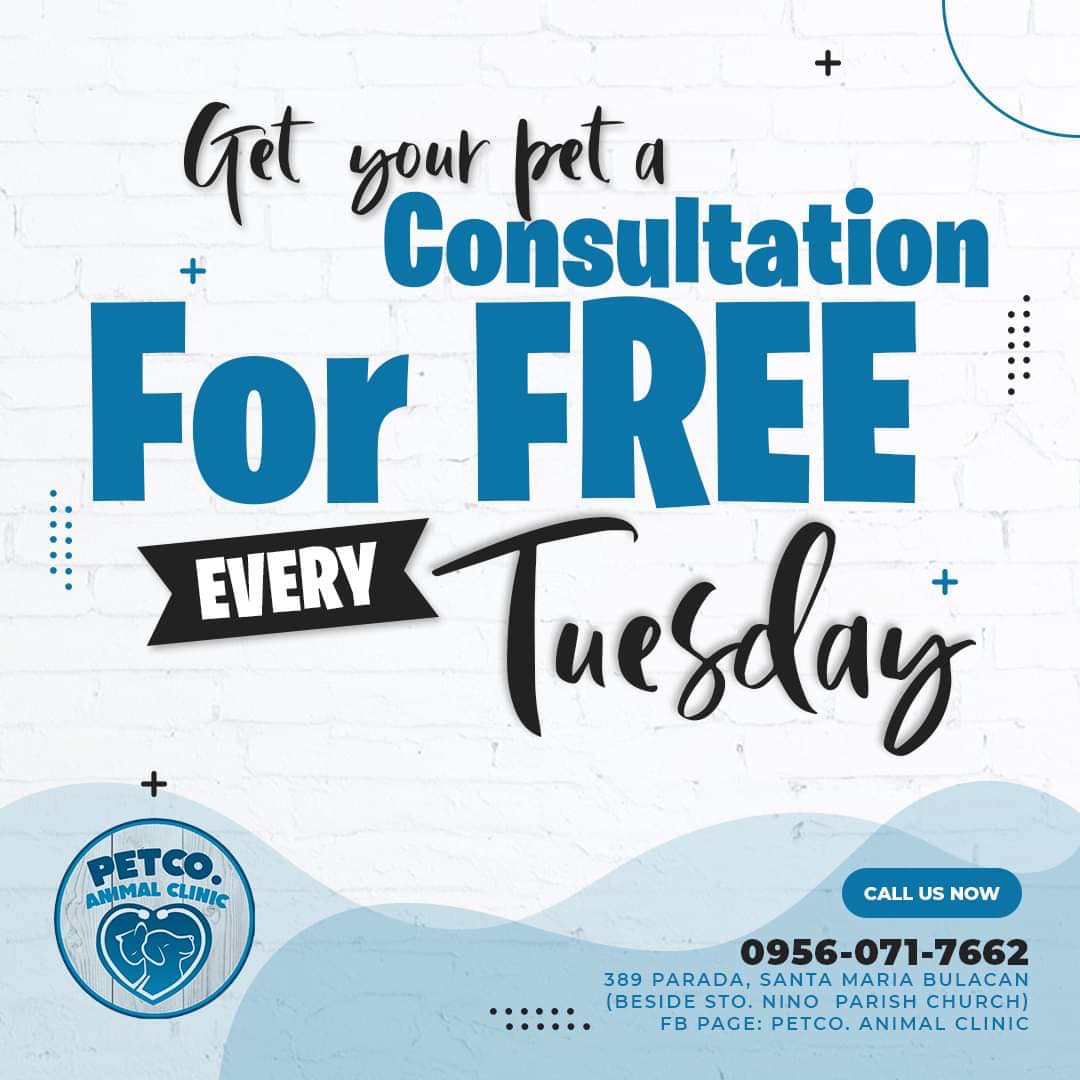 Get your pet a
Consultation
For FREE
EVERY Tuesday
PETCO.
ANIMAL CLINIC
CALL US NOW
0956-071-7662
389 PARADA, SANTA MARIA BULACAN
(BESIDE STO. NINO PARISH CHURCH)
FB PAGE: PETCO. ANIMAL CLINIC